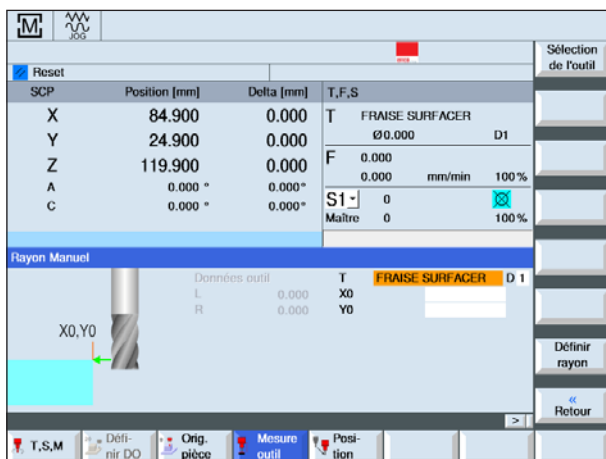 M
JOG
Sélection
de l'outil
Reset
SCP Position [mm] Delta [mm] T,F,S
X 84.900 0.000 T FRAISE SURFACER
Y 24.900 0.000 Ø0.000 D1
Z 119.900 0.000 F 0.000
0.000 mm/min 100%
A 0.000 ° 0.000°
C 0.000 ° 0.000° S1 0
Maître 0 100%
Rayon Manuel
Données outil T FRAISE SURFACER D 1
L 0.000 X0
R 0.000 Y0
X0,Y0
Définir
rayon
«
Retour
>
T,S,M
Défi-
nir DO
Orig.
pièce
Mesure
outil
Posi-
tion